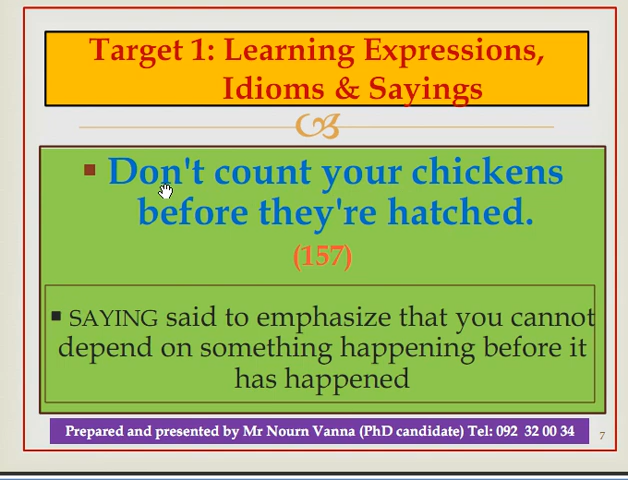 Target 1: Learning Expressions,
Idioms & Sayings
▪ Don't count your chickens
before they're hatched.
(157)
▪ SAYING said to emphasize that you cannot
depend on something happening before it
has happened
Prepared and presented by Mr Nourn Vanna (PhD candidate) Tel: 092 32 00 34
7